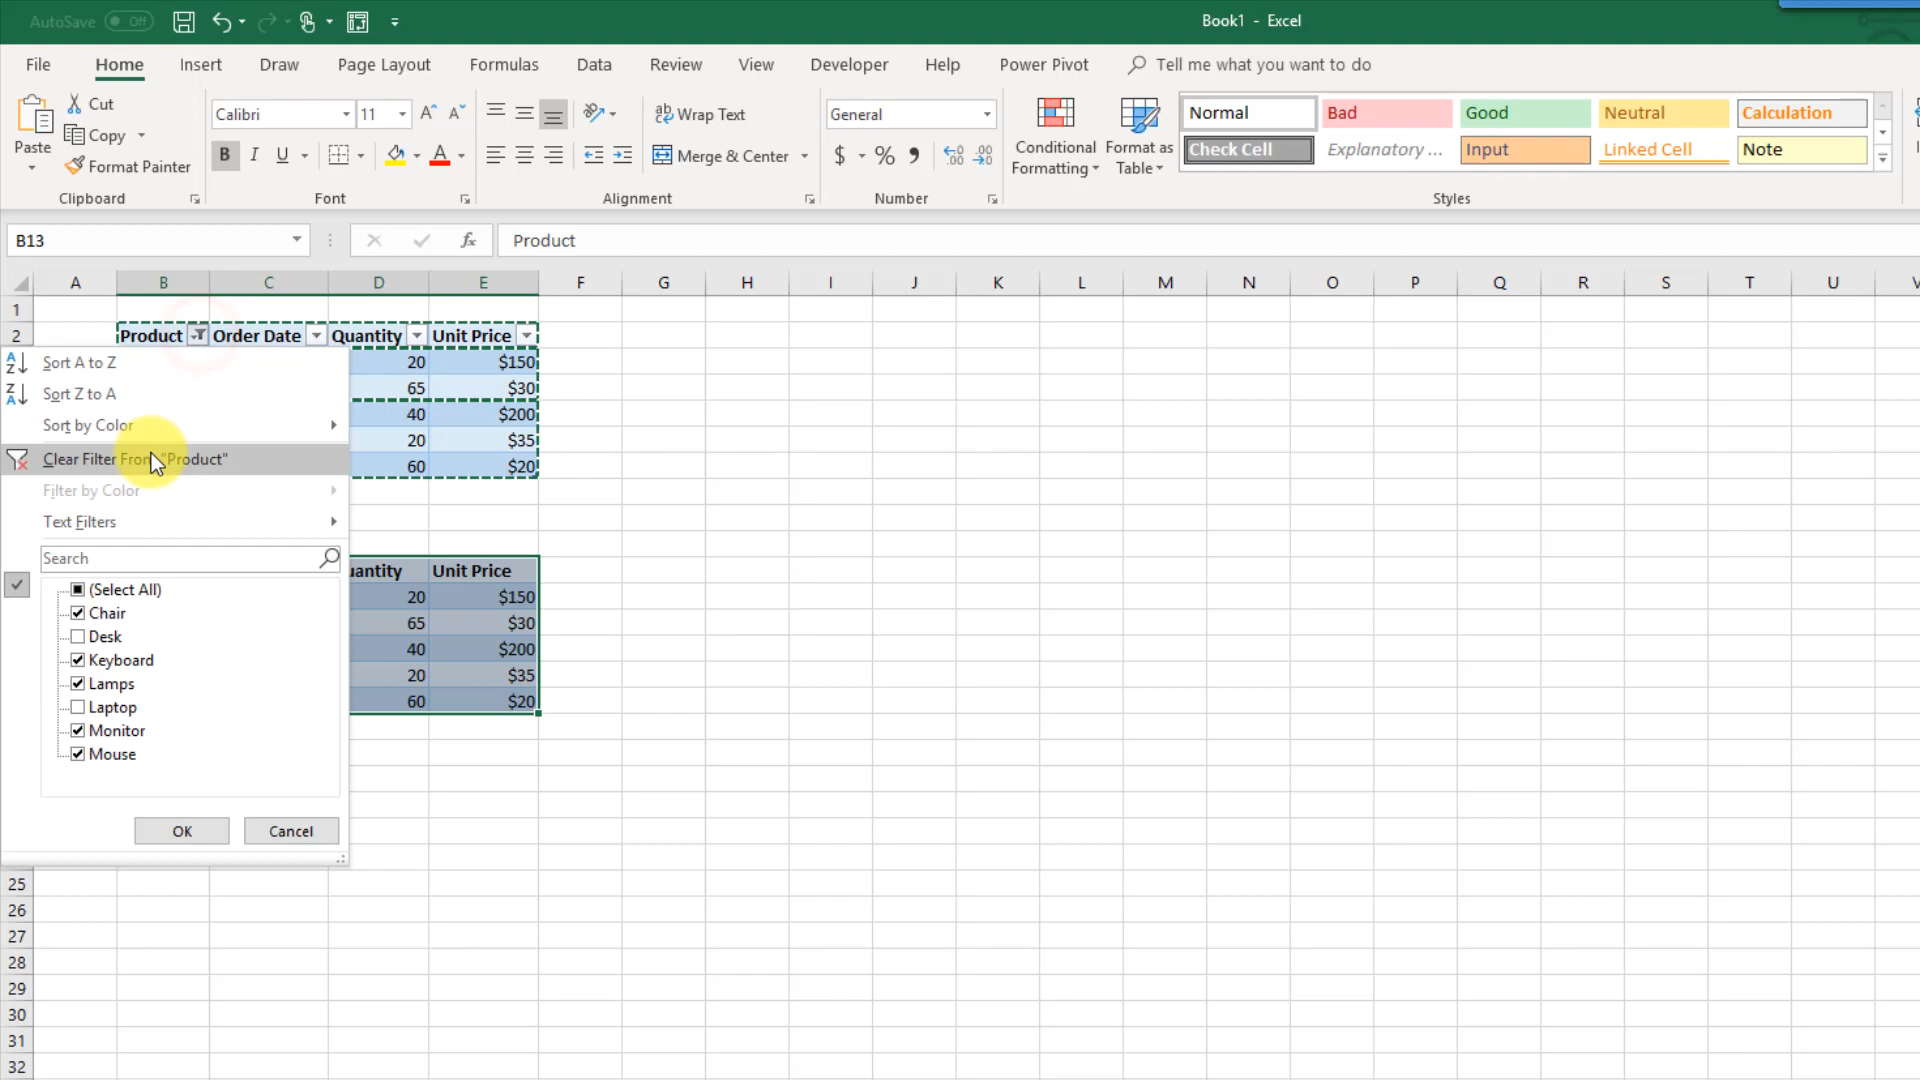 AutoSave Off
Book1 - Excel
File Home Insert Draw Page Layout Formulas Data Review View Developer Help Power Pivot Tell me what you want to do
Paste
Cut
Copy
Format Painter
Clipboard
Calibri 11
B I U
Font
Wrap Text
Merge & Center
Alignment
General
$ % ,
Number
Conditional Formatting
Format as Table
Normal Bad Good Neutral Calculation
Check Cell Explanatory ... Input Linked Cell Note
Styles
B13 fx Product
A B C D E F G H I J K L M N O P Q R S T U V
1
2 Product Order Date Quantity Unit Price
20 $150
65 $30
40 $200
20 $35
60 $20
Sort A to Z
Sort Z to A
Sort by Color
Clear Filter From "Product"
Filter by Color
Text Filters
Search
(Select All)
Chair
Desk
Keyboard
Lamps
Laptop
Monitor
Mouse
OK Cancel
uantity Unit Price
20 $150
65 $30
40 $200
20 $35
60 $20
25
26
27
28
29
30
31
32